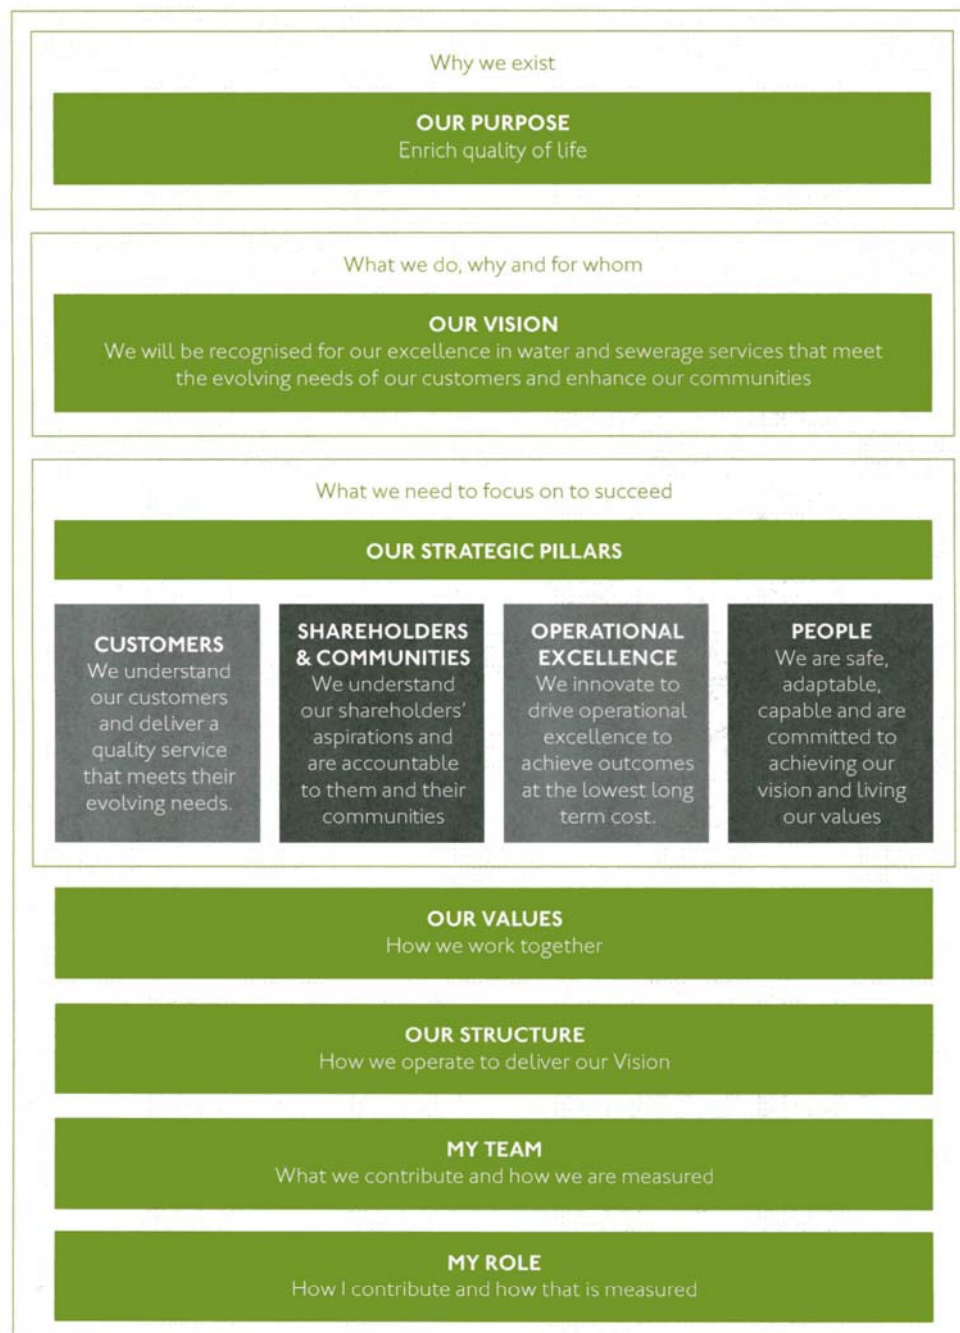 Why we exist
OUR PURPOSE
Enrich quality of life
What we do, why and for whom
OUR VISION
We will be recognised for our excellence in water and sewerage services that meet
the evolving needs of our customers and enhance our communities
What we need to focus on to succeed
OUR STRATEGIC PILLARS
CUSTOMERS
We understand
our customers
and deliver a
quality service
that meets their
evolving needs.
SHAREHOLDERS
& COMMUNITIES
We understand
our shareholders'
aspirations and
are accountable
to them and their
communities
OPERATIONAL
EXCELLENCE
We innovate to
drive operational
excellence to
achieve outcomes
at the lowest long
term cost.
PEOPLE
We are safe,
adaptable,
capable and are
committed to
achieving our
vision and living
our values
OUR VALUES
How we work together
OUR STRUCTURE
How we operate to deliver our Vision
MY TEAM
What we contribute and how we are measured
MY ROLE
How I contribute and how that is measured